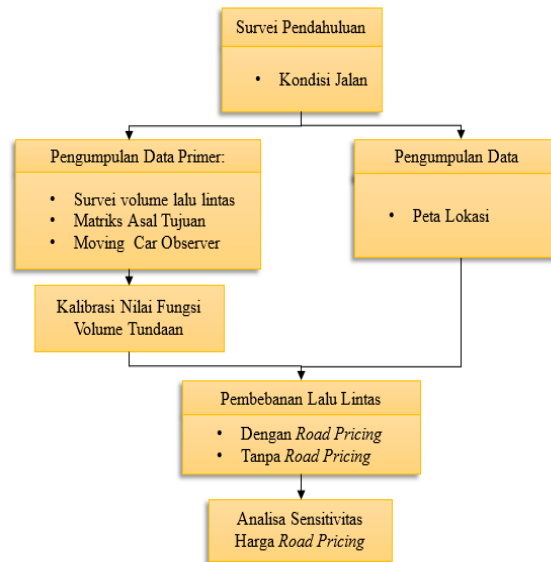 Survei Pendahuluan
• Kondisi Jalan
Pengumpulan Data Primer:
• Survei volume lalu lintas
• Matriks Asal Tujuan
• Moving Car Observer
Pengumpulan Data
• Peta Lokasi
Kalibrasi Nilai Fungsi
Volume Tundaan
Pembebanan Lalu Lintas
• Dengan Road Pricing
• Tanpa Road Pricing
Analisa Sensitivitas
Harga Road Pricing